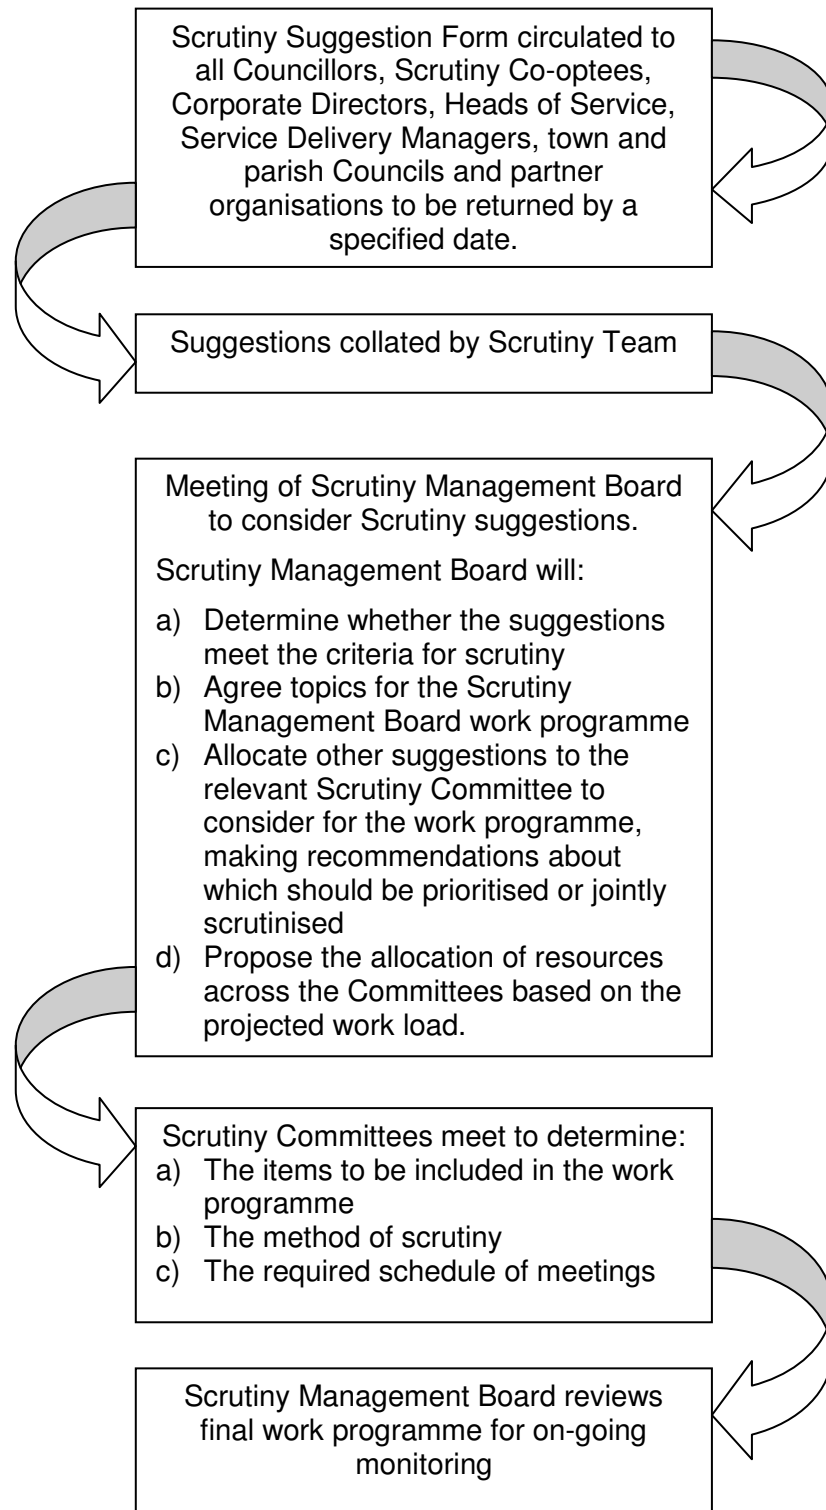 Scrutiny Suggestion Form circulated to
all Councillors, Scrutiny Co-optees,
Corporate Directors, Heads of Service,
Service Delivery Managers, town and
parish Councils and partner
organisations to be returned by a
specified date.
Suggestions collated by Scrutiny Team
Meeting of Scrutiny Management Board
to consider Scrutiny suggestions.
Scrutiny Management Board will:
a) Determine whether the suggestions
meet the criteria for scrutiny
b) Agree topics for the Scrutiny
Management Board work programme
c) Allocate other suggestions to the
relevant Scrutiny Committee to
consider for the work programme,
making recommendations about
which should be prioritised or jointly
scrutinised
d) Propose the allocation of resources
across the Committees based on the
projected work load.
Scrutiny Committees meet to determine:
a) The items to be included in the work
programme
b) The method of scrutiny
c) The required schedule of meetings
Scrutiny Management Board reviews
final work programme for on-going
monitoring